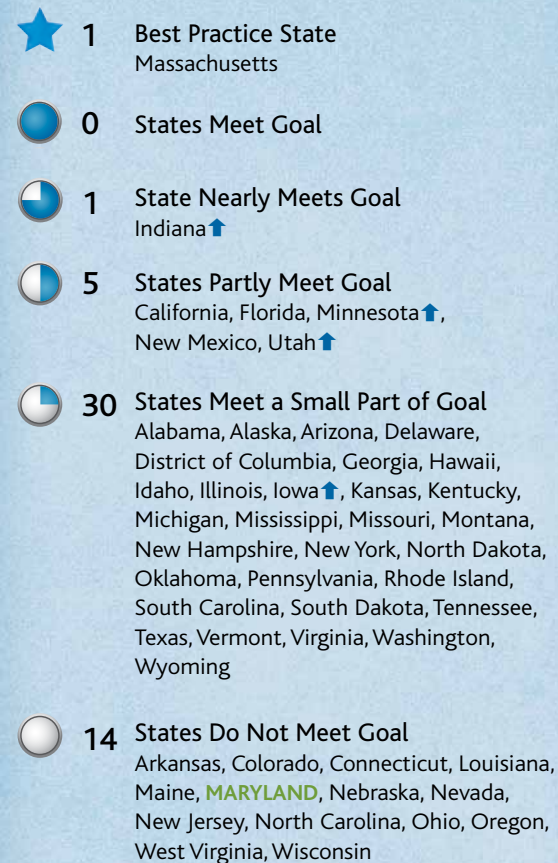 1 Best Practice State
Massachusetts
0 States Meet Goal
1 State Nearly Meets Goal
Indiana⬆
5 States Partly Meet Goal
California, Florida, Minnesota⬆,
New Mexico, Utah⬆
30 States Meet a Small Part of Goal
Alabama, Alaska, Arizona, Delaware,
District of Columbia, Georgia, Hawaii,
Idaho, Illinois, Iowa⬆, Kansas, Kentucky,
Michigan, Mississippi, Missouri, Montana,
New Hampshire, New York, North Dakota,
Oklahoma, Pennsylvania, Rhode Island,
South Carolina, South Dakota, Tennessee,
Texas, Vermont, Virginia, Washington,
Wyoming
14 States Do Not Meet Goal
Arkansas, Colorado, Connecticut, Louisiana,
Maine, MARYLAND, Nebraska, Nevada,
New Jersey, North Carolina, Ohio, Oregon,
West Virginia, Wisconsin